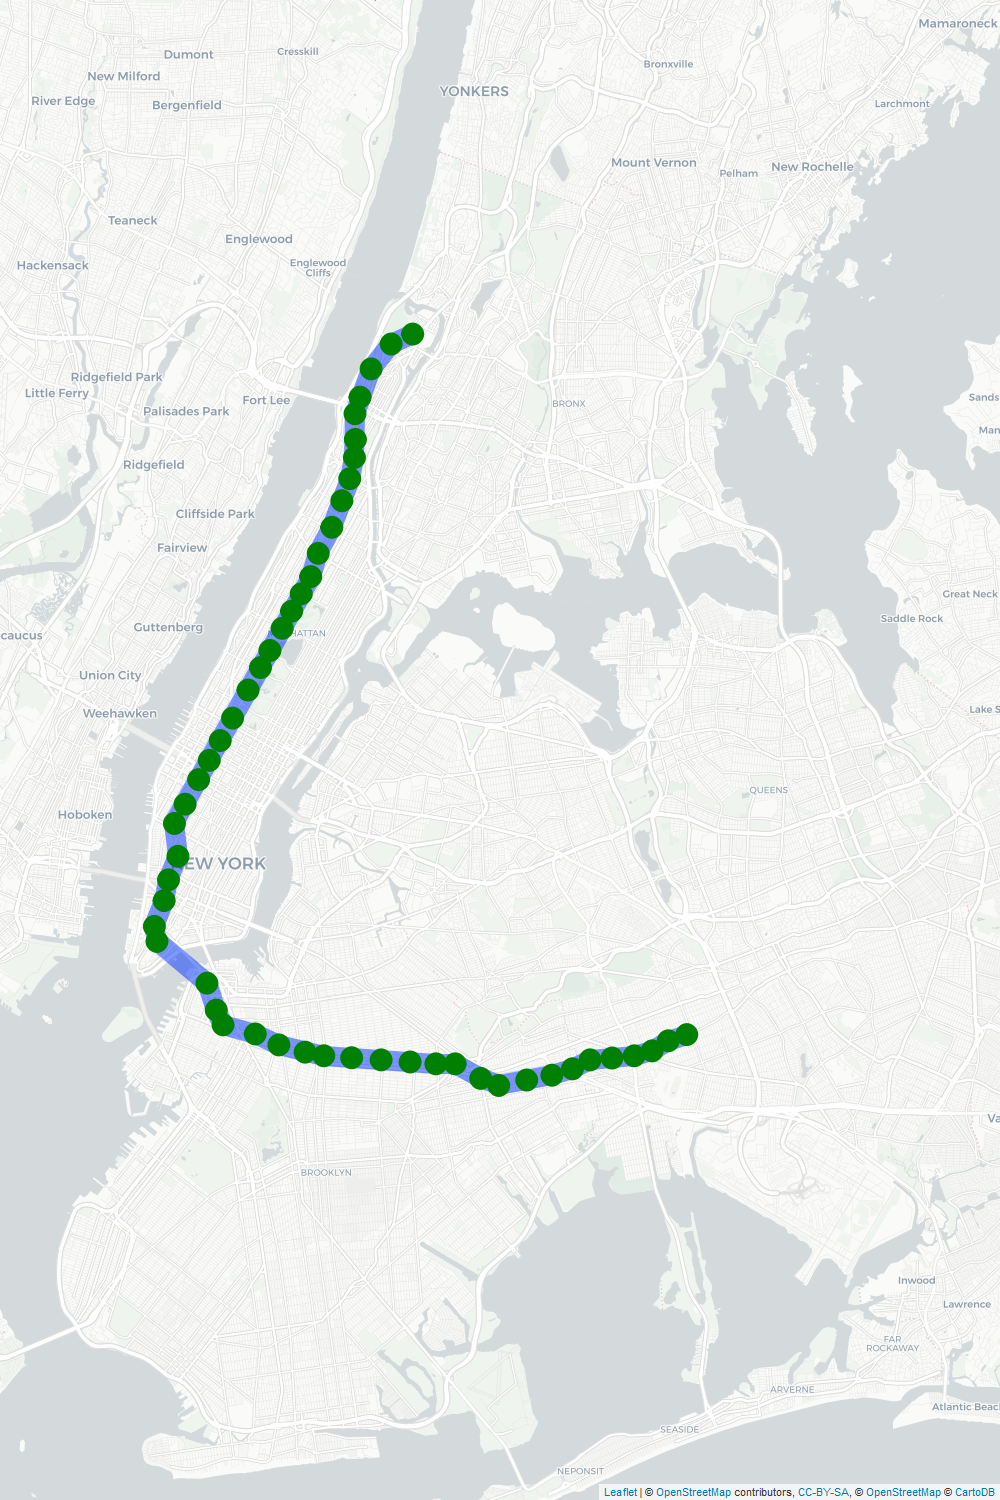 Mamaroneck
Dumont
Cresskill
Bronxville
New Milford
YONKERS
River Edge
Bergenfield
Larchmont
Mount Vernon
New Rochelle
Pelham
Teaneck
Englewood
Hackensack
Englewood
Cliffs
Ridgefield Park
Little Ferry
Fort Lee
Sands
Palisades Park
BRONX
Man
Ridgefield
Cliffside Park
Fairview
Great Neck
Saddle Rock
Guttenberg
HATTAN
caucus
Union City
Weehawken
Lake S
QUEENS
Hoboken
EW YORK
Va
BROOKLYN
Inwood
Lawrence
FAR
ROCKAWAY
ARVERNE
Atlantic Beac
SEASIDE
NEPONSIT
Leaflet | © OpenStreetMap contributors, CC-BY-SA, © OpenStreetMap © CartoDB